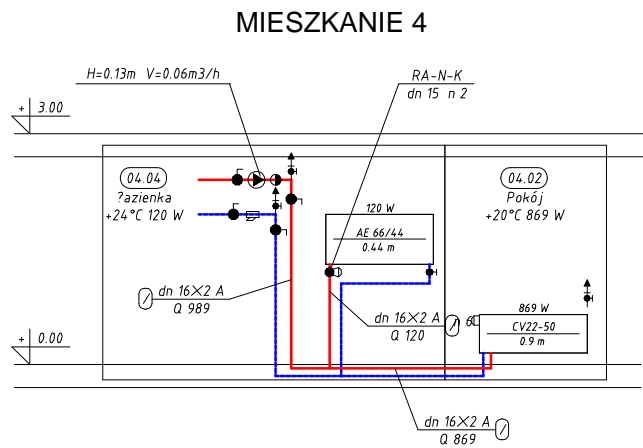 MIESZKANIE 4
H=0.13m V=0.06m3/h
RA-N-K
dn 15 n 2
+ 3.00
04.04
?azienka
+24°C 120 W
04.02
Pokój
+20°C 869 W
120 W
AE 66/44
0.44 m
dn 16X2 A
Q 989
dn 16X2 A
Q 120
n 6
869 W
CV22-50
0.9 m
+ 0.00
dn 16X2 A
Q 869